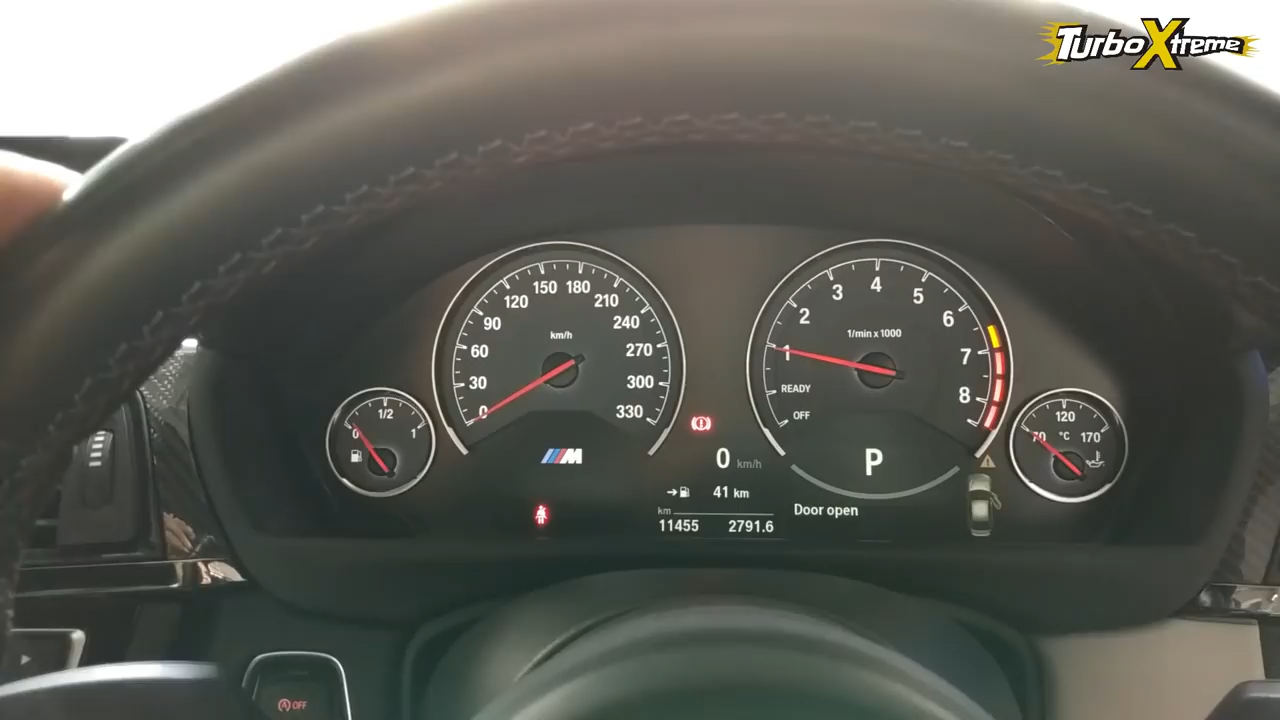 TurboXtreme
150 180
120 210
90 240
60 270
30 300
0 330
km/h
M
4
3 5
2 6
1 7
8
1/min x 1000
READY
OFF
1/2
0 1
120
70 °C 170
0 km/h
P
41 km
Door open
km
11455 2791.6
A OFF